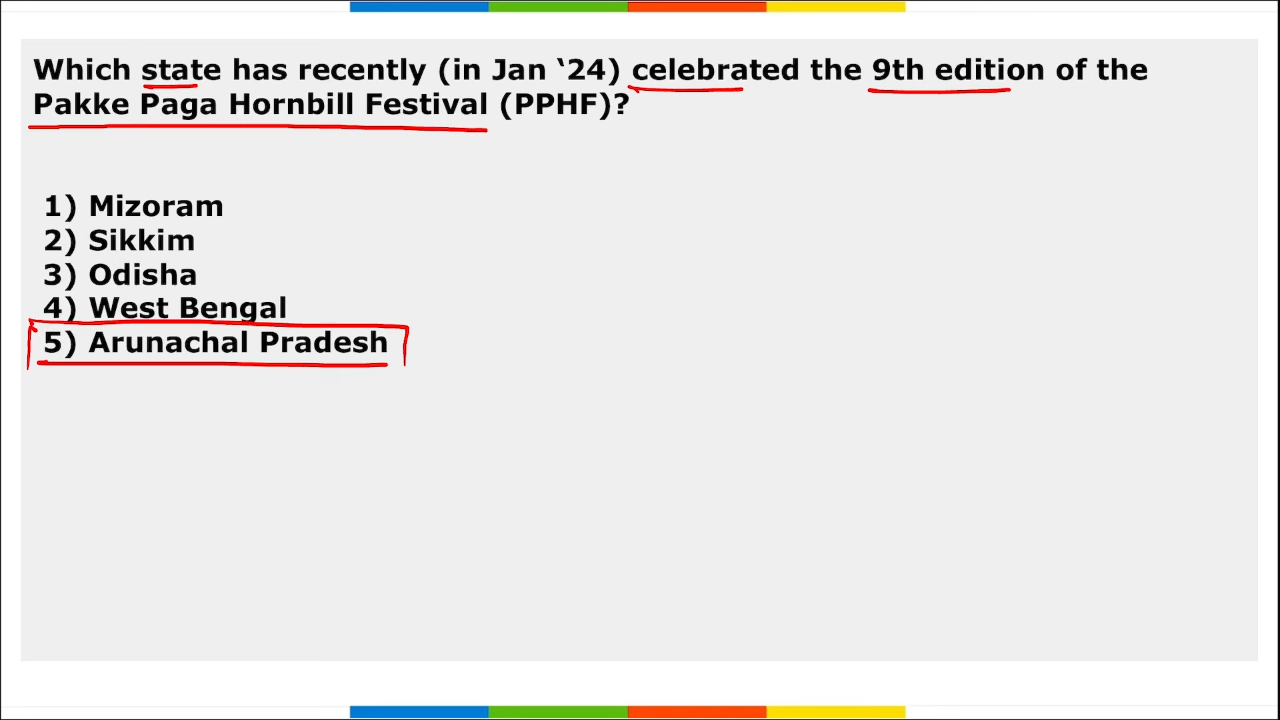 Which state has recently (in Jan ‘24) celebrated the 9th edition of the
Pakke Paga Hornbill Festival (PPHF)?
1) Mizoram
2) Sikkim
3) Odisha
4) West Bengal
5) Arunachal Pradesh